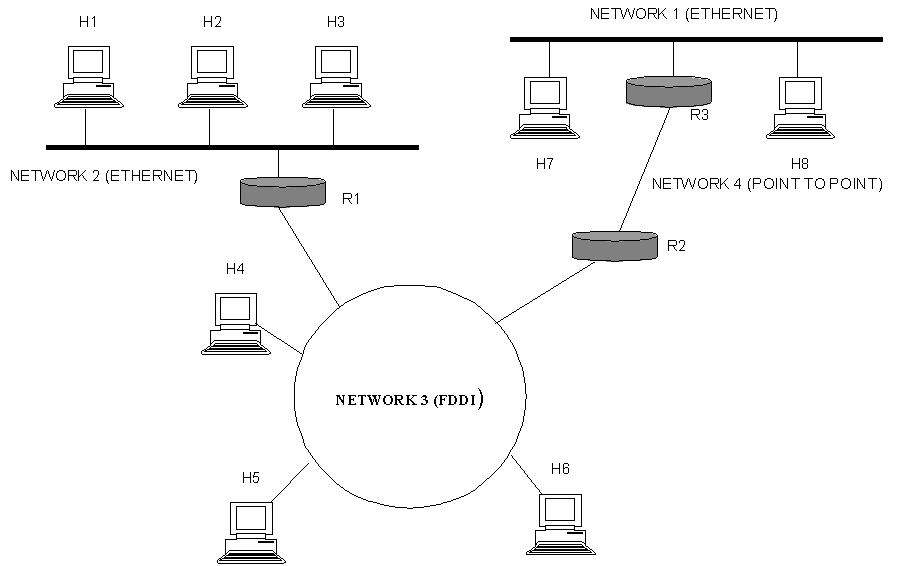 NETWORK 1 (ETHERNET)
H1
H2
H3
R3
H7
H8
NETWORK 2 (ETHERNET)
NETWORK 4 (POINT TO POINT)
R1
R2
H4
NETWORK 3 (FDDI)
H5
H6